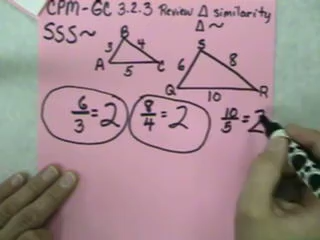 CPM-GC 3.2.3 Review Δ similarity
SSS~
Δ~
B
3
4
A
5
C
S
6
8
Q
10
R
6/3 = 2
8/4 = 2
10/5 = 2